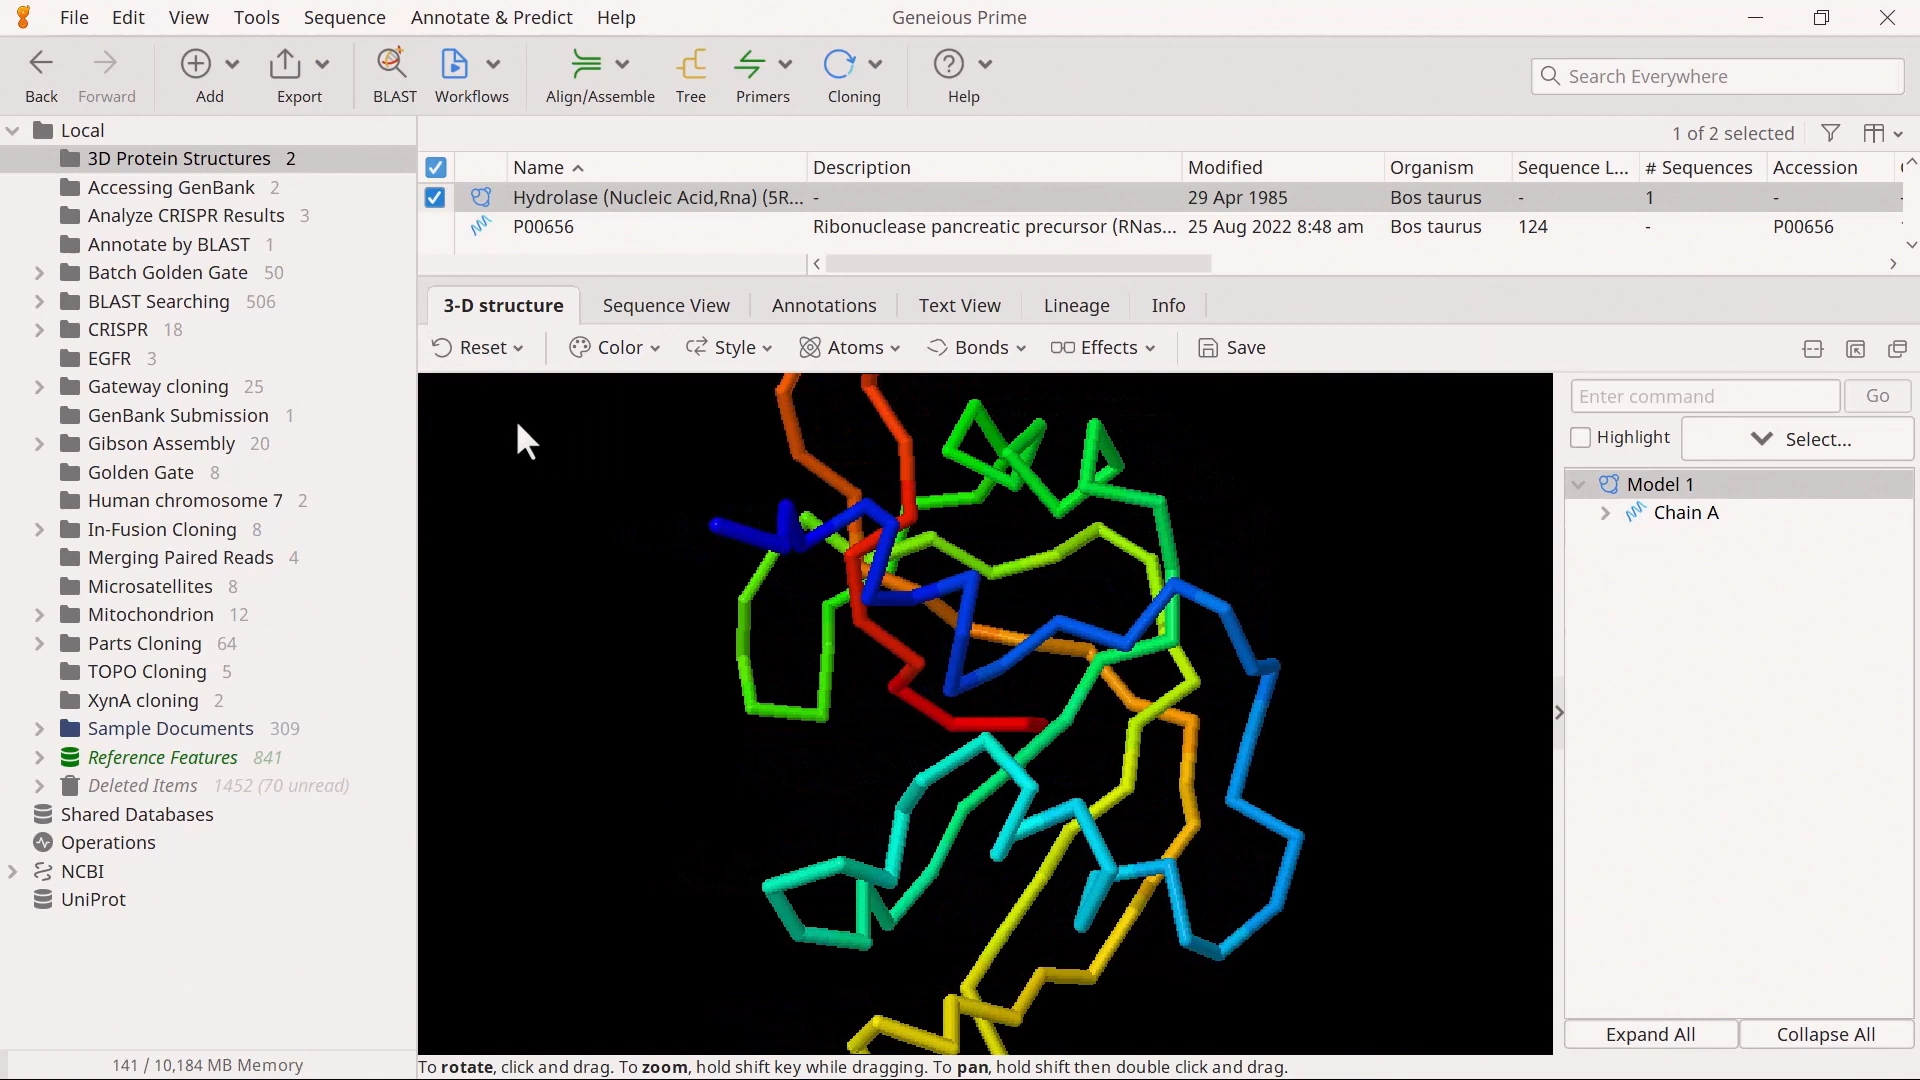 File Edit View Tools Sequence Annotate & Predict Help Geneious Prime
Back Forward Add Export BLAST Workflows Align/Assemble Tree Primers Cloning Help Search Everywhere
Local
3D Protein Structures 2
Accessing GenBank 2
Analyze CRISPR Results 3
Annotate by BLAST 1
Batch Golden Gate 50
BLAST Searching 506
CRISPR 18
EGFR 3
Gateway cloning 25
GenBank Submission 1
Gibson Assembly 20
Golden Gate 8
Human chromosome 7 2
In-Fusion Cloning 8
Merging Paired Reads 4
Microsatellites 8
Mitochondrion 12
Parts Cloning 64
TOPO Cloning 5
XynA cloning 2
Sample Documents 309
Reference Features 841
Deleted Items 1452 (70 unread)
Shared Databases
Operations
NCBI
UniProt
141 / 10,184 MB Memory
1 of 2 selected
Name Description Modified Organism Sequence L... # Sequences Accession
Hydrolase (Nucleic Acid,Rna) (5R... - 29 Apr 1985 Bos taurus - 1 -
P00656 Ribonuclease pancreatic precursor (RNas... 25 Aug 2022 8:48 am Bos taurus 124 - P00656
3-D structure Sequence View Annotations Text View Lineage Info
Reset Color Style Atoms Bonds Effects Save
Enter command Go
Highlight Select...
Model 1
Chain A
Expand All Collapse All
To rotate, click and drag. To zoom, hold shift key while dragging. To pan, hold shift then double click and drag.